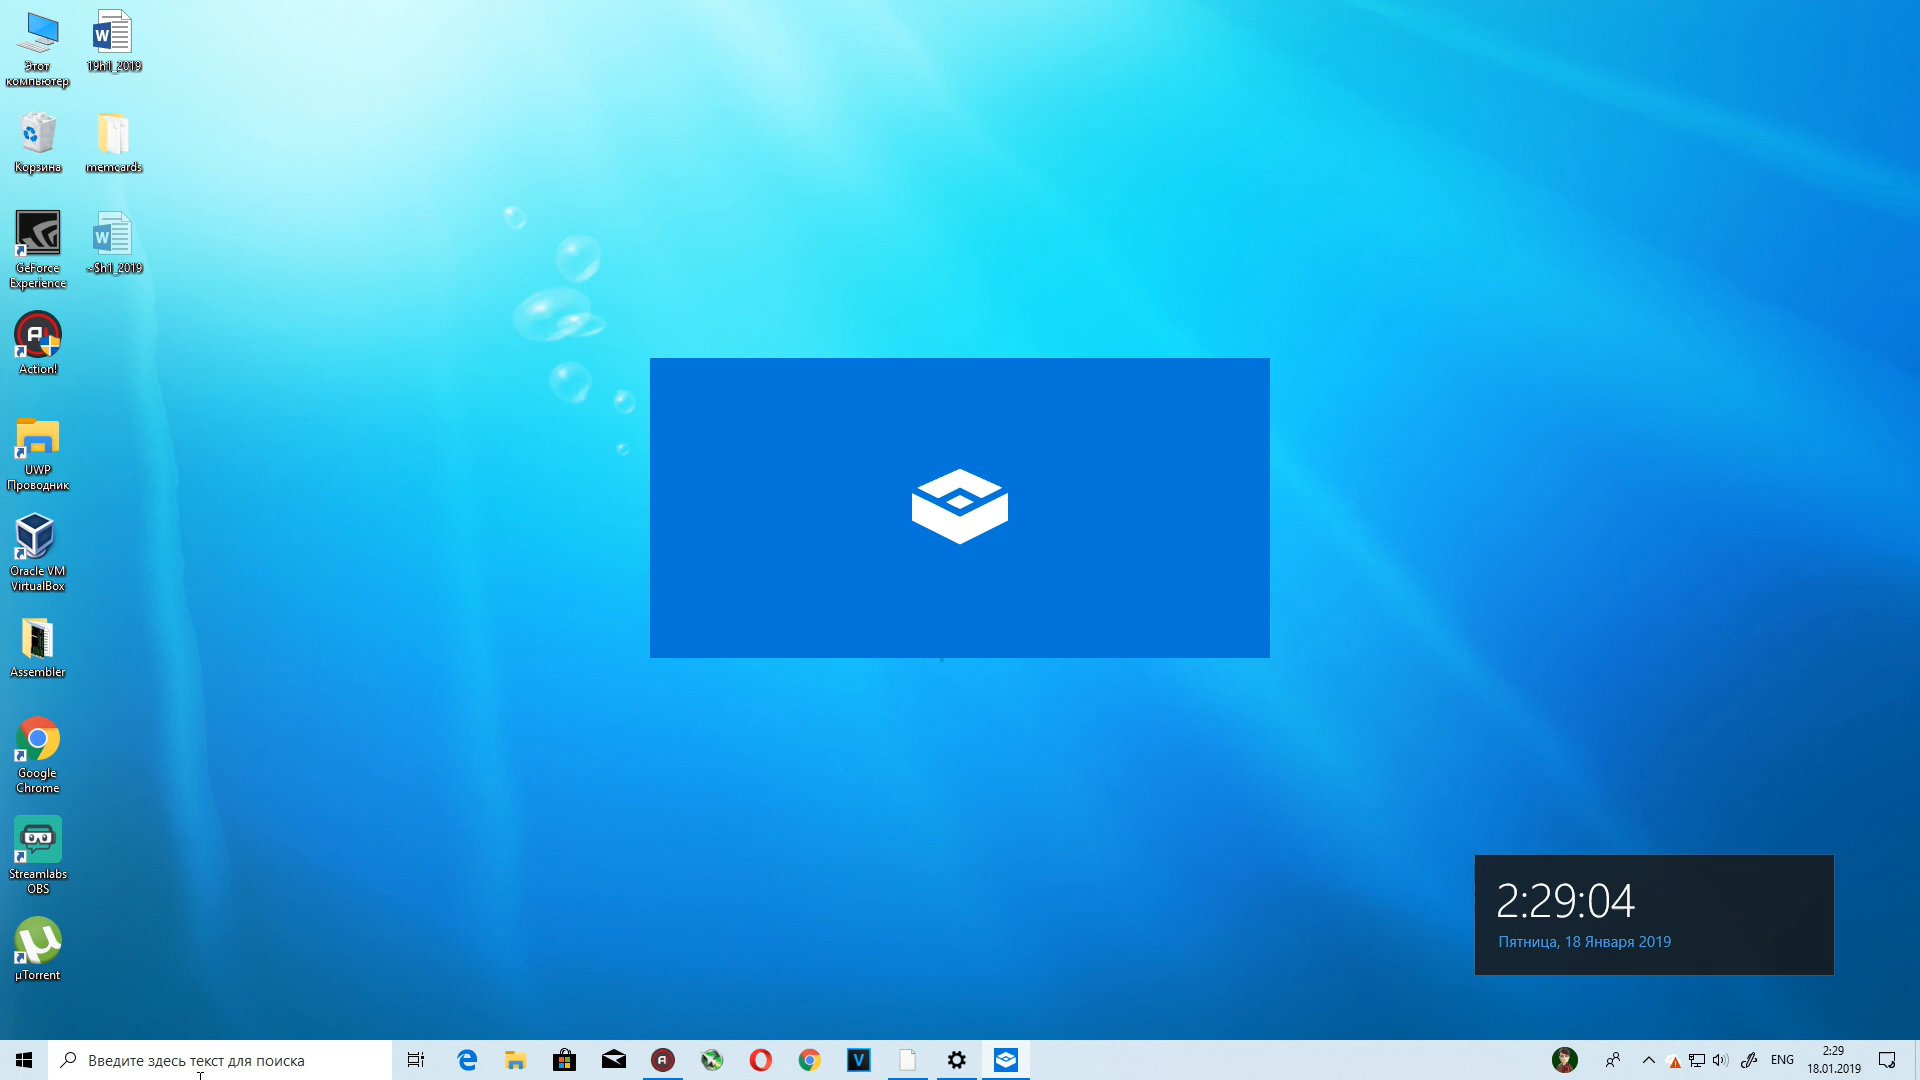 Этот
компьютер
19h1_2019
Корзина
memcards
GeForce
Experience
~$h1_2019
Action!
UWP
Проводник
Oracle VM
VirtualBox
Assembler
Google
Chrome
Streamlabs
OBS
µTorrent
2:29:04
Пятница, 18 Января 2019
Введите здесь текст для поиска
ENG
2:29
18.01.2019